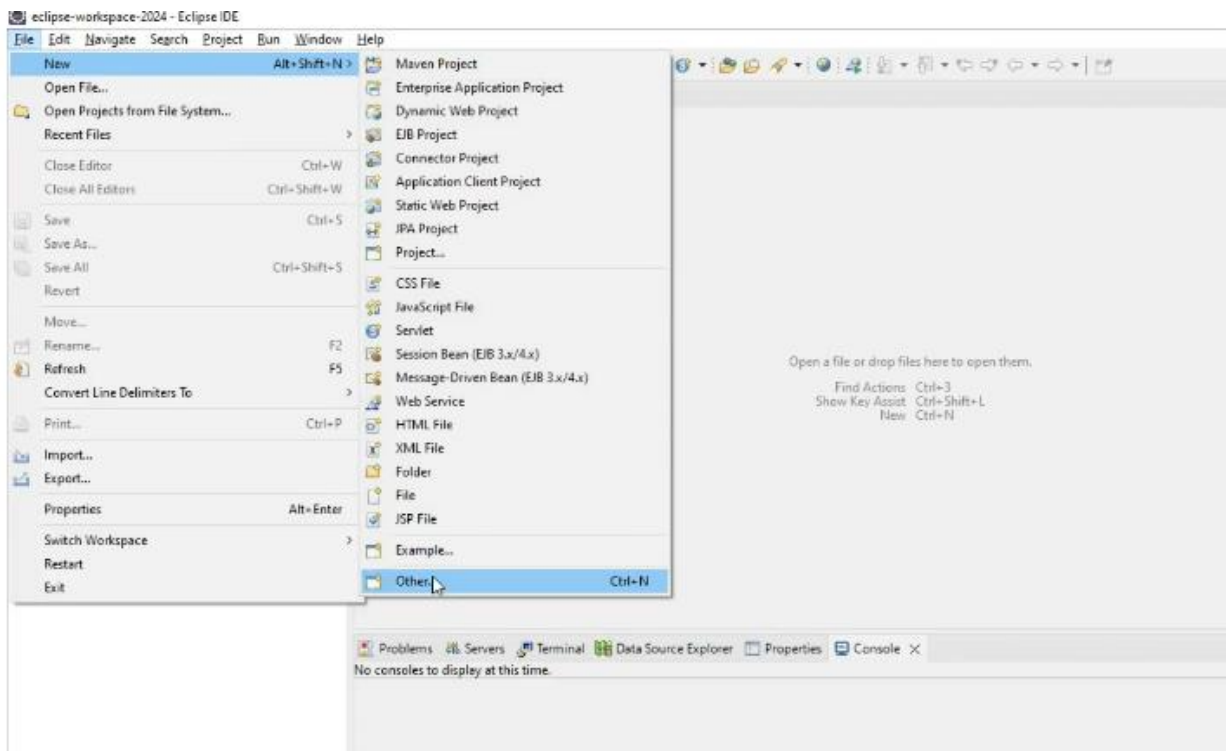 eclipse-workspace-2024 - Eclipse IDE
File Edit Navigate Search Project Run Window Help
New Alt+Shift+N >
Open File...
Open Projects from File System...
Recent Files >
Close Editor Ctrl+W
Close All Editors Ctrl+Shift+W
Save Ctrl+S
Save As...
Save All Ctrl+Shift+S
Revert
Move...
Rename... F2
Refresh F5
Convert Line Delimiters To >
Print... Ctrl+P
Import...
Export...
Properties Alt+Enter
Switch Workspace >
Restart
Exit
Maven Project
Enterprise Application Project
Dynamic Web Project
EJB Project
Connector Project
Application Client Project
Static Web Project
JPA Project
Project...
CSS File
JavaScript File
Servlet
Session Bean (EJB 3.x/4.x)
Message-Driven Bean (EJB 3.x/4.x)
Web Service
HTML File
XML File
Folder
File
JSP File
Example...
Other... Ctrl+N
Open a file or drop files here to open them.
Find Actions Ctrl+3
Show Key Assist Ctrl+Shift+L
New Ctrl+N
Problems Servers Terminal Data Source Explorer Properties Console
No consoles to display at this time.